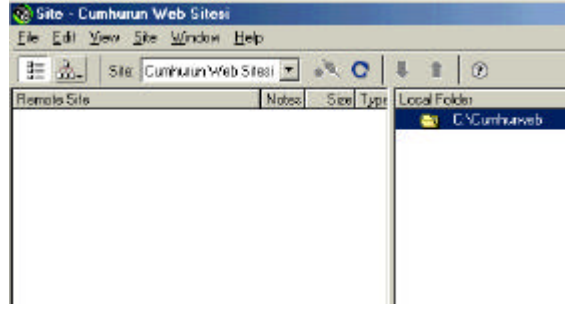 Site - Cumhurun Web Sitesi
File Edit View Site Window Help
Site: Cumhurun Web Sitesi
Remote Site Notes Size Type Local Folder
C:\Cumhurweb